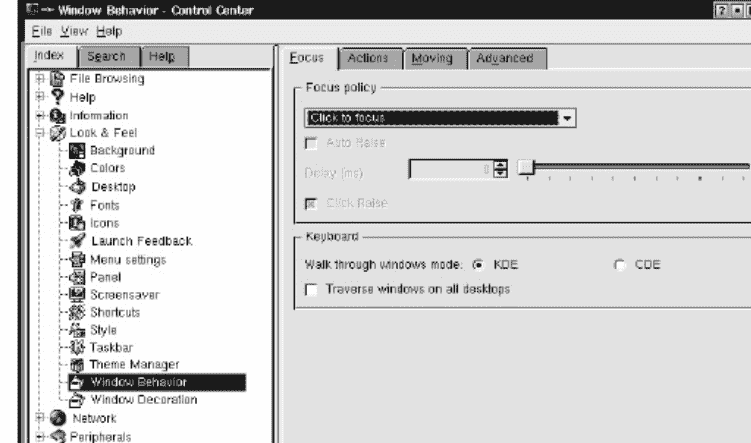 Window Behavior - Control Center
File View Help
Index Search Help
File Browsing
Help
Information
Look & Feel
Background
Colors
Desktop
Fonts
Icons
Launch Feedback
Menu settings
Panel
Screensaver
Shortcuts
Style
Taskbar
Theme Manager
Window Behavior
Window Decoration
Network
Peripherals
Focus Actions Moving Advanced
Focus policy
Click to focus
Auto Raise
Delay (ms) 0
Click Raise
Keyboard
Walk through windows mode: KDE CDE
Traverse windows on all desktops